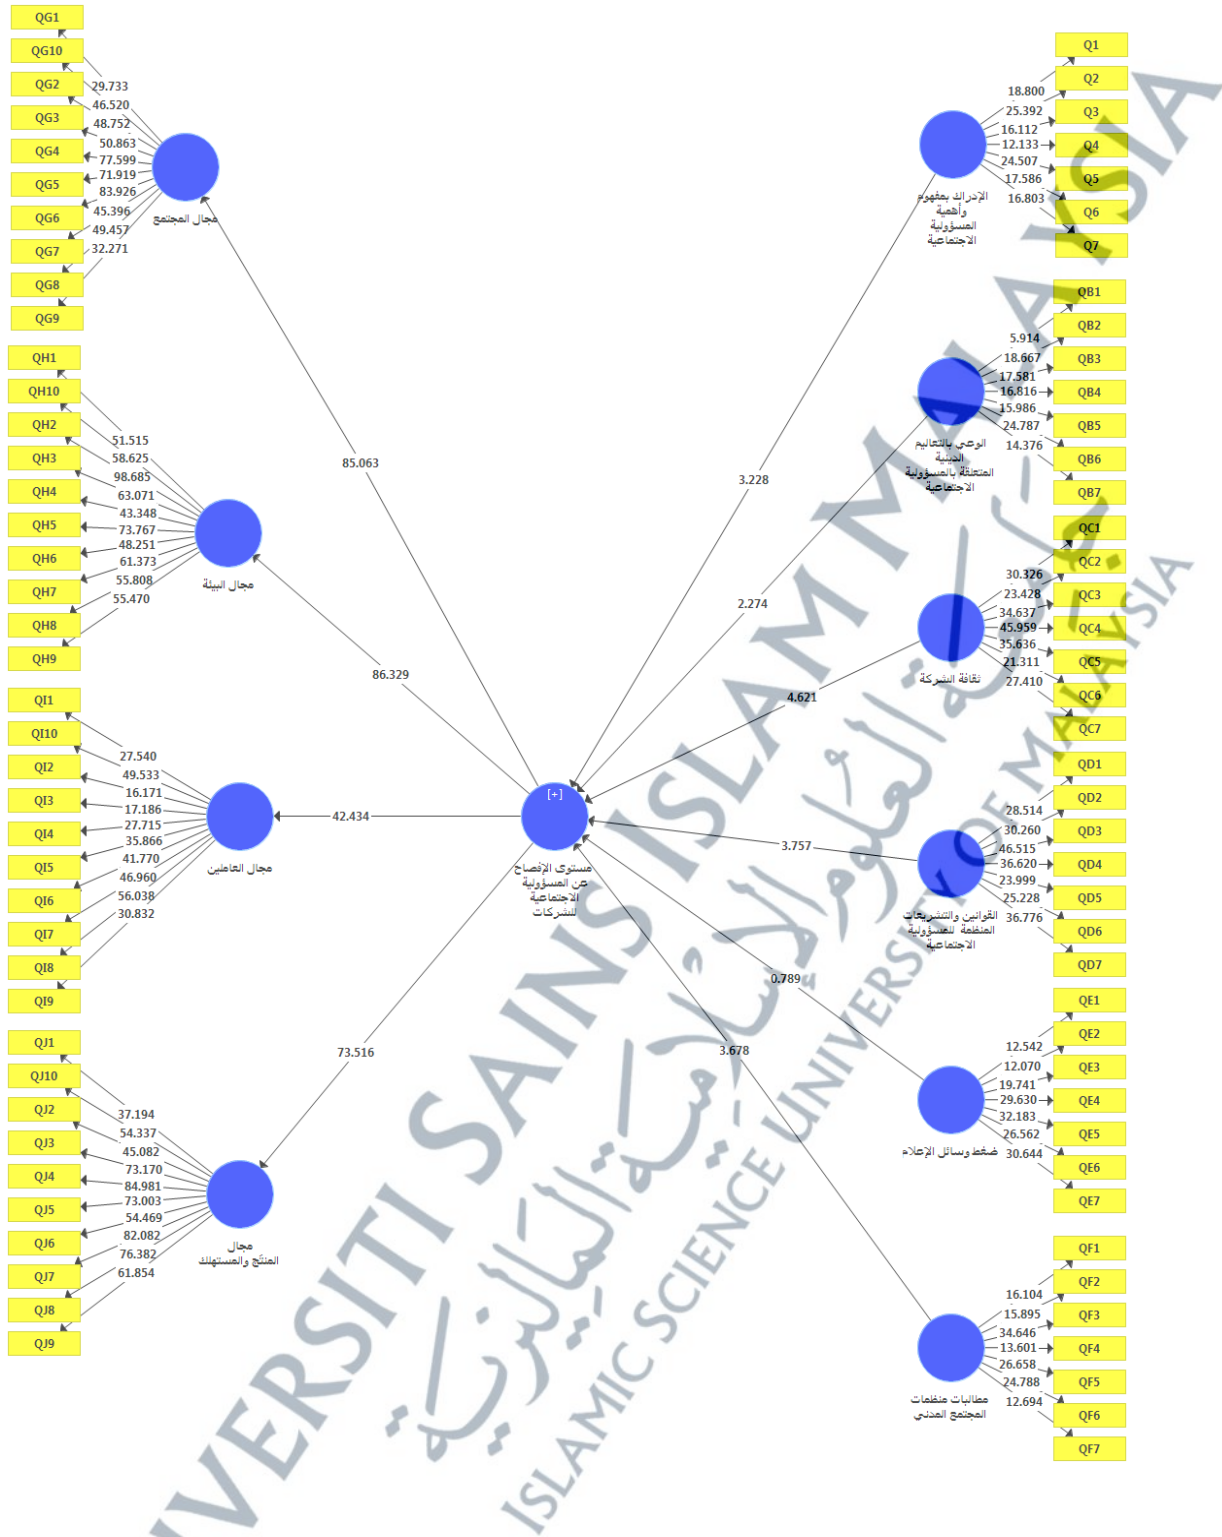 QG1
QG10
QG2
QG3
QG4
QG5
QG6
QG7
QG8
QG9
29.733
46.520
48.752
50.863
77.599
71.919
83.926
45.396
49.457
32.271
مجال المجتمع
QH1
QH10
QH2
QH3
QH4
QH5
QH6
QH7
QH8
QH9
51.515
58.625
98.685
63.071
43.348
73.767
48.251
61.373
55.808
55.470
مجال البيئة
QI1
QI10
QI2
QI3
QI4
QI5
QI6
QI7
QI8
QI9
27.540
49.533
16.171
17.186
27.715
35.866
41.770
46.960
56.038
30.832
مجال العاملين
QJ1
QJ10
QJ2
QJ3
QJ4
QJ5
QJ6
QJ7
QJ8
QJ9
37.194
54.337
45.082
73.170
84.981
73.003
54.469
82.082
76.382
61.854
مجال
المنتج والمستهلك
85.063
86.329
42.434
73.516
[+]
مستوى الإفصاح
عن المسؤولية
الاجتماعية
للشركات
3.228
2.274
4.621
3.757
0.789
3.678
Q1
Q2
Q3
Q4
Q5
Q6
Q7
18.800
25.392
16.112
12.133
24.507
17.586
16.803
الإدراك بمفهوم
وأهمية
المسؤولية
الاجتماعية
QB1
QB2
QB3
QB4
QB5
QB6
QB7
5.914
18.667
17.581
16.816
15.986
24.787
14.376
الوعي بالتعاليم
الدينية
المتعلقة بالمسؤولية
الاجتماعية
QC1
QC2
QC3
QC4
QC5
QC6
QC7
30.326
23.428
34.637
45.959
35.636
21.311
27.410
ثقافة الشركة
QD1
QD2
QD3
QD4
QD5
QD6
QD7
28.514
30.260
46.515
36.620
23.999
25.228
36.776
القوانين والتشريعات
المنظمة للمسؤولية
الاجتماعية
QE1
QE2
QE3
QE4
QE5
QE6
QE7
12.542
12.070
19.741
29.630
32.183
26.562
30.644
ضغط وسائل الإعلام
QF1
QF2
QF3
QF4
QF5
QF6
QF7
16.104
15.895
34.646
13.601
26.658
24.788
12.694
مطالبات منظمات
المجتمع المدني
VERSITI SAINS ISLAM MALAYSIA
جامعة العلوم الإسلامية الماليزية
ISLAMIC SCIENCE UNIVERSITY OF MALAYSIA